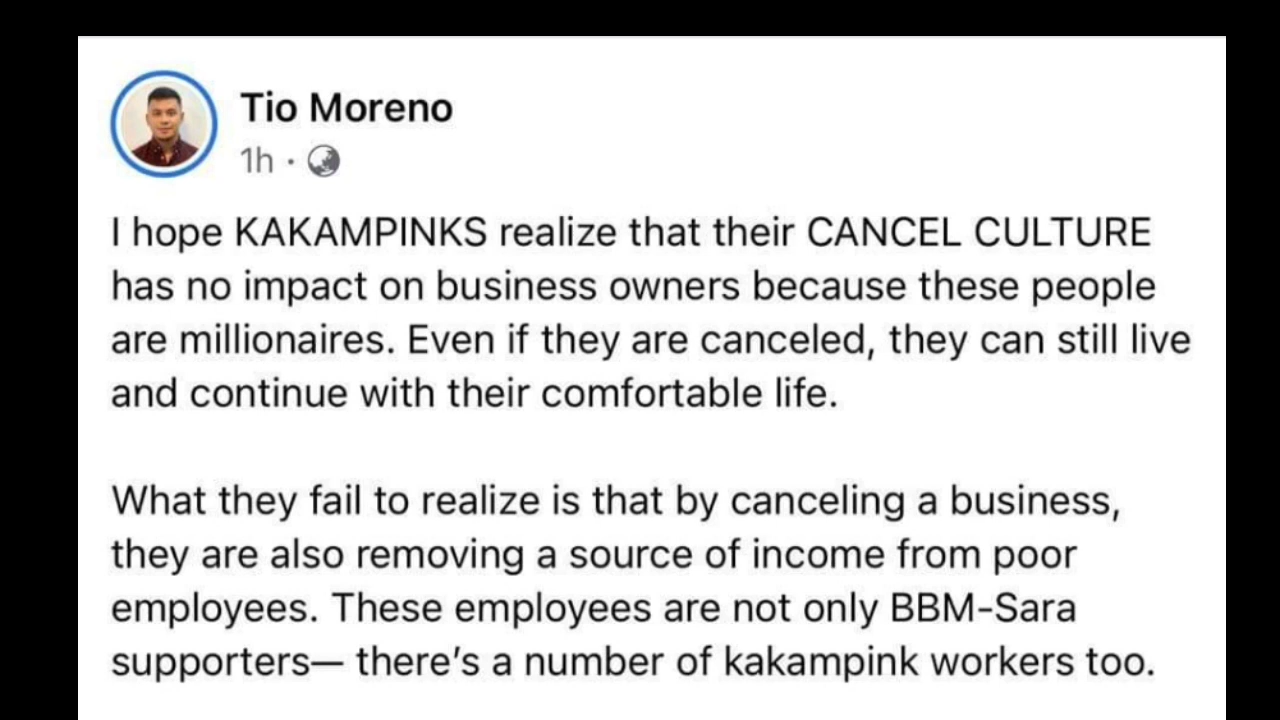 Tio Moreno
1h ·
I hope KAKAMPINKS realize that their CANCEL CULTURE
has no impact on business owners because these people
are millionaires. Even if they are canceled, they can still live
and continue with their comfortable life.
What they fail to realize is that by canceling a business,
they are also removing a source of income from poor
employees. These employees are not only BBM-Sara
supporters— there's a number of kakampink workers too.